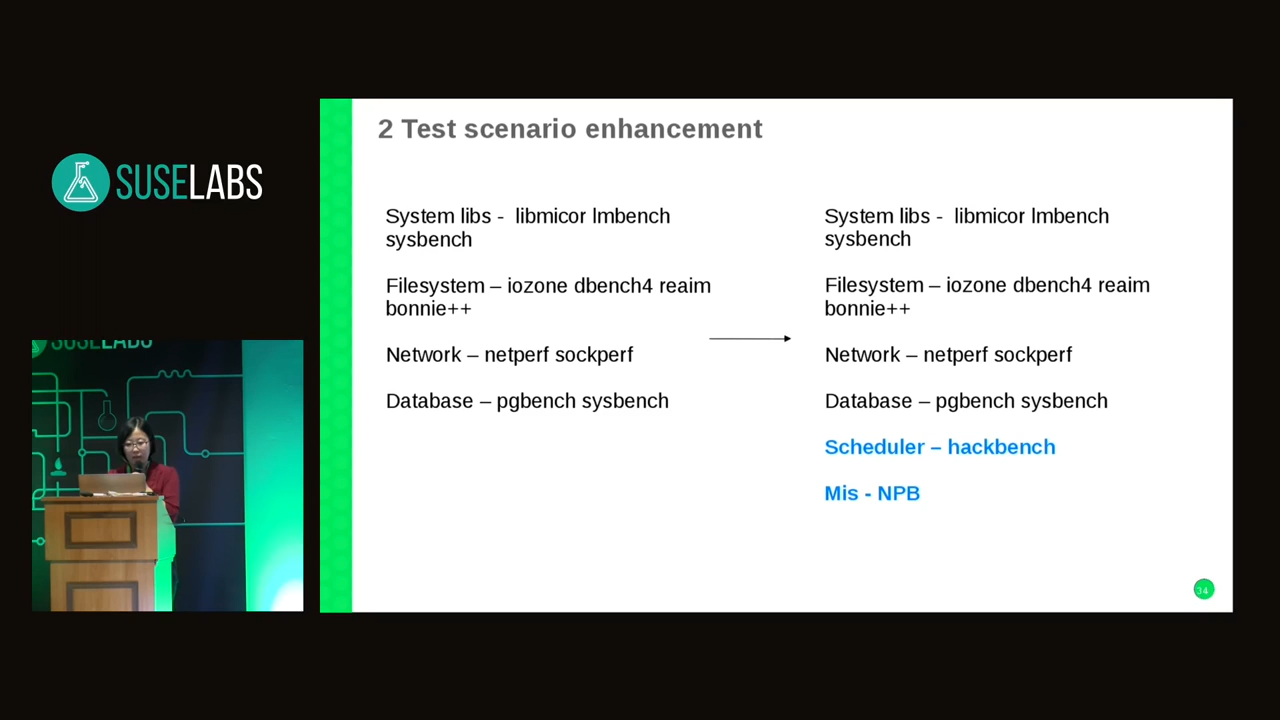 2 Test scenario enhancement
SUSELABS
SUSELABS
System libs - libmicor lmbench
sysbench
Filesystem – iozone dbench4 reaim
bonnie++
Network – netperf sockperf
Database – pgbench sysbench
System libs - libmicor lmbench
sysbench
Filesystem – iozone dbench4 reaim
bonnie++
Network – netperf sockperf
Database – pgbench sysbench
Scheduler – hackbench
Mis - NPB
34